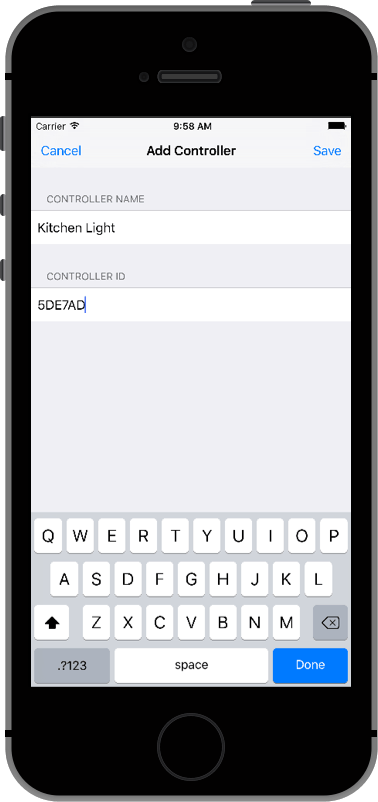 Carrier 9:58 AM
Cancel Add Controller Save
CONTROLLER NAME
Kitchen Light
CONTROLLER ID
5DE7AD
Q W E R T Y U I O P
A S D F G H J K L
Z X C V B N M
.?123 space Done